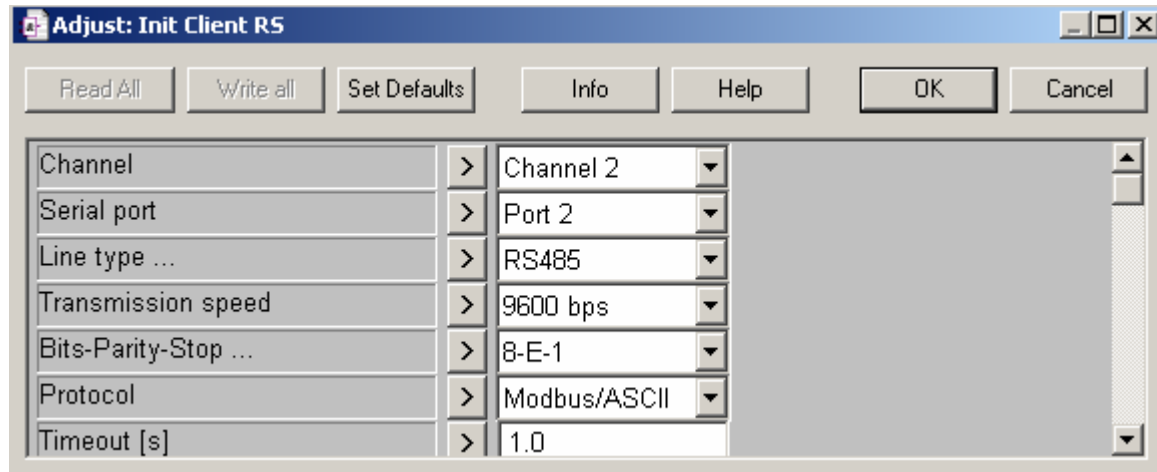 Adjust: Init Client RS
Read All Write all Set Defaults Info Help OK Cancel
Channel > Channel 2
Serial port > Port 2
Line type ... > RS485
Transmission speed > 9600 bps
Bits-Parity-Stop ... > 8-E-1
Protocol > Modbus/ASCII
Timeout [s] > 1.0